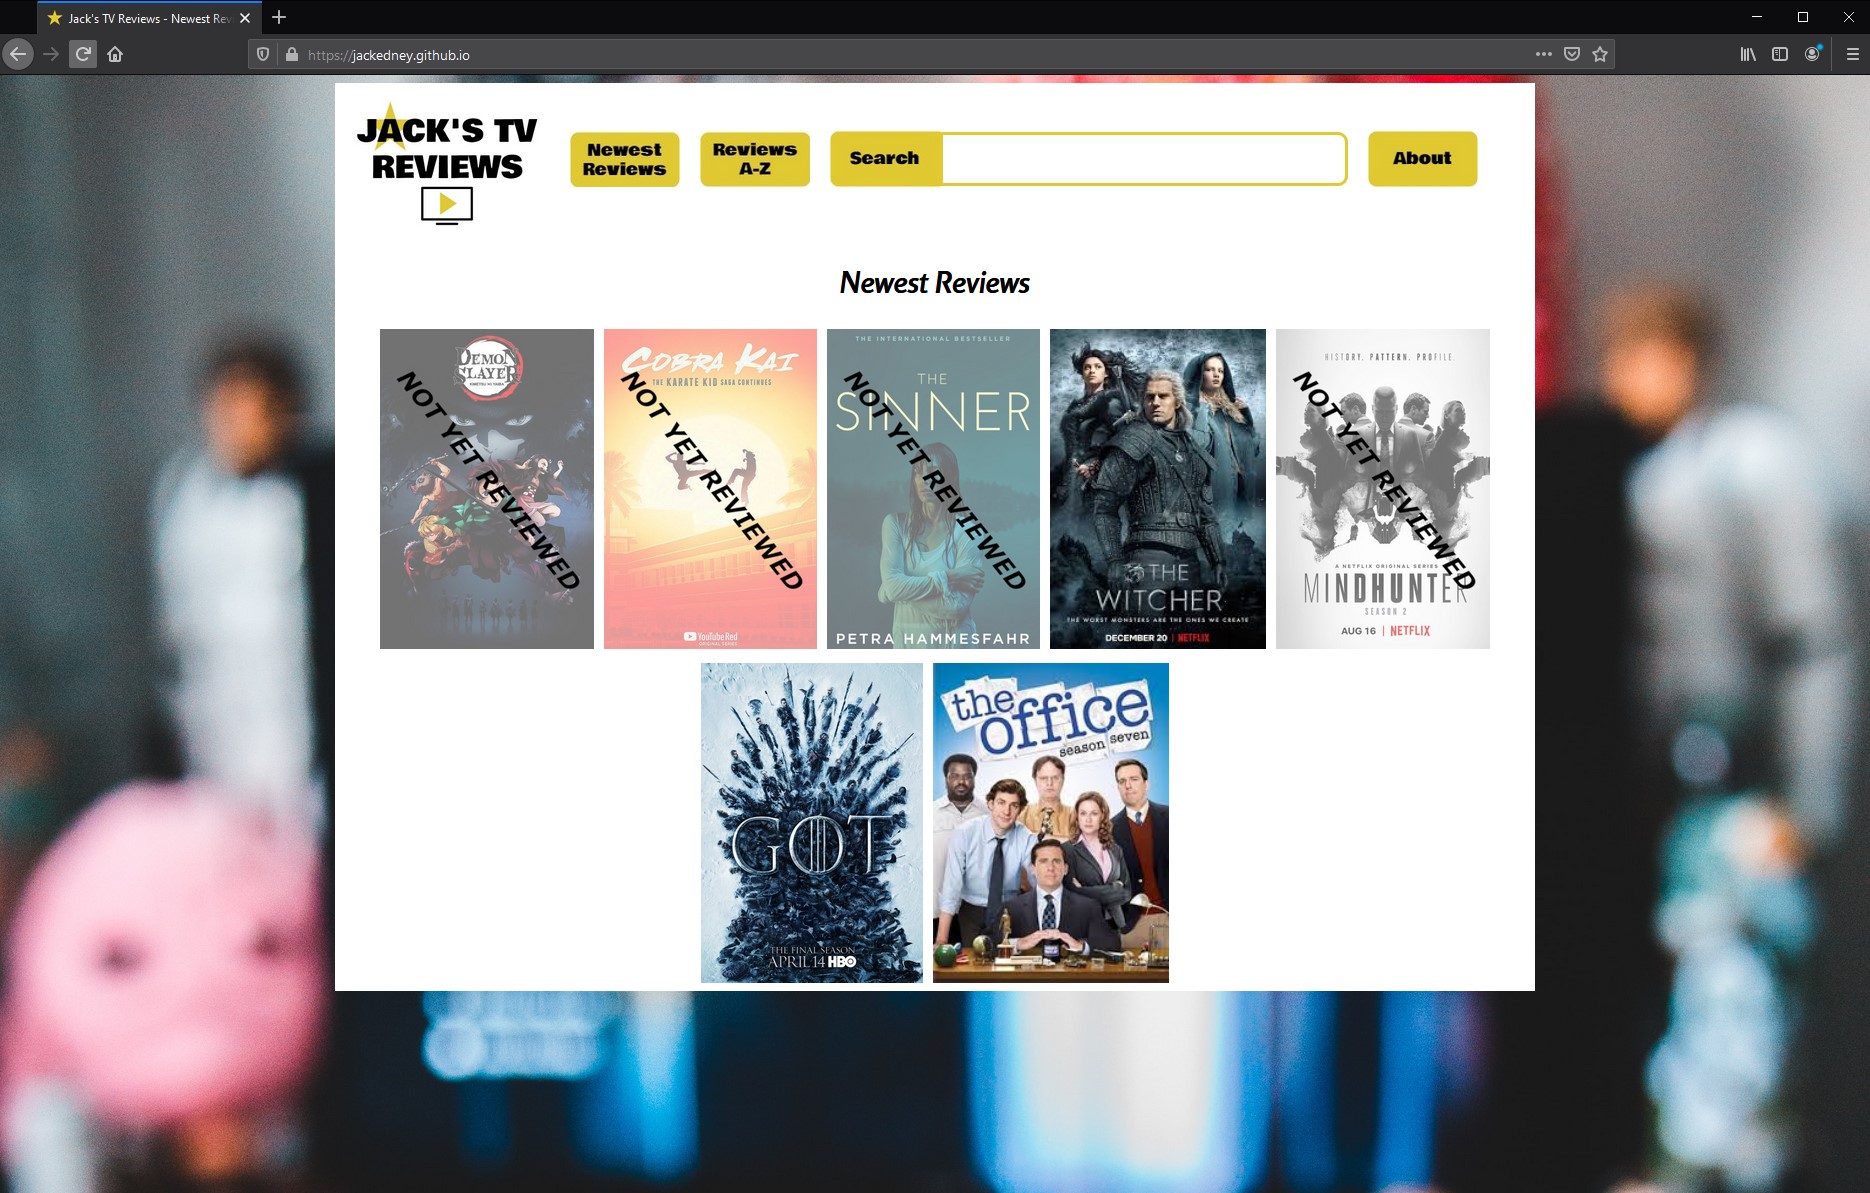 Jack's TV Reviews - Newest Rev
https://jackedney.github.io
JACK'S TV
REVIEWS
Newest
Reviews
Reviews
A-Z
Search
About
Newest Reviews
DEMON
SLAYER
KIMETSU NO YAIBA
NOT YET REVIEWED
COBRA KAI
THE KARATE KID SAGA CONTINUES
NOT YET REVIEWED
YouTube Red
ORIGINAL SERIES
THE INTERNATIONAL BESTSELLER
THE
SINNER
NOT YET REVIEWED
PETRA HAMMESFAHR
THE
WITCHER
THE WORST MONSTERS ARE THE ONES WE CREATE
DECEMBER 20 | NETFLIX
HISTORY. PATTERN. PROFILE.
NOT YET REVIEWED
A NETFLIX ORIGINAL SERIES
MINDHUNTER
SEASON 2
AUG 16 | NETFLIX
GOT
THE FINAL SEASON
APRIL 14 HBO
the
office
season seven